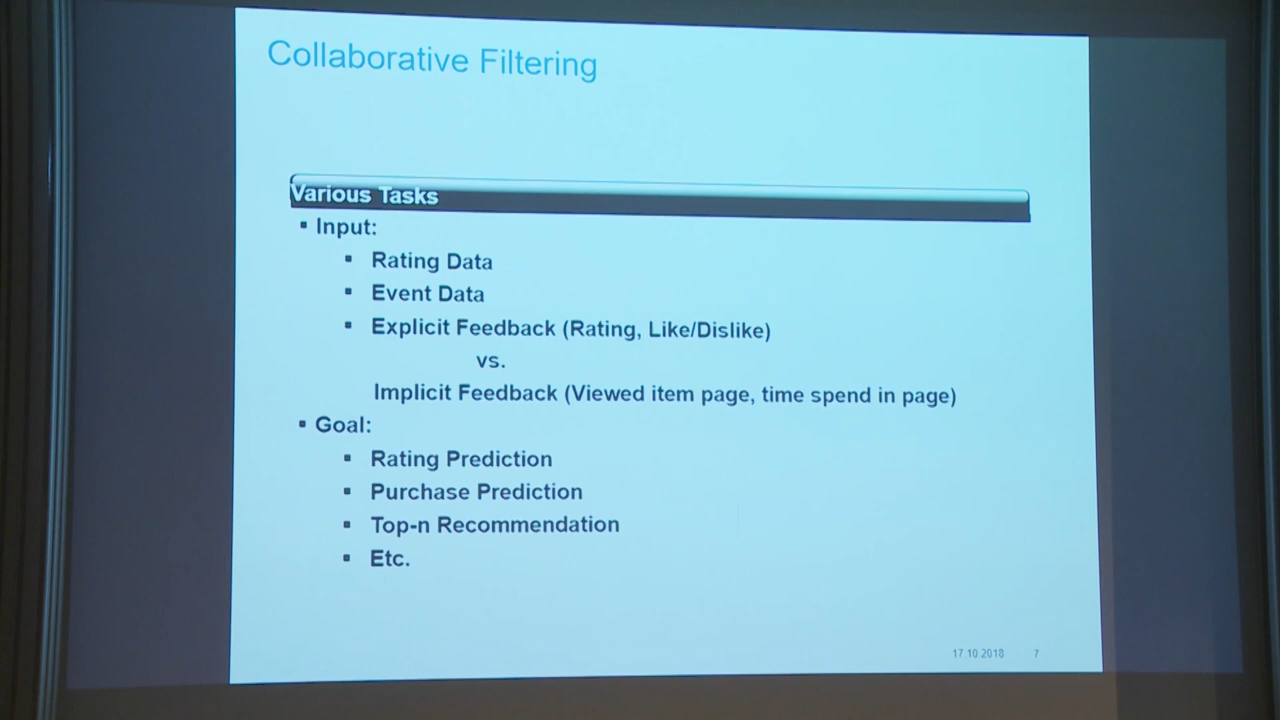 Collaborative Filtering
Various Tasks
▪ Input:
▪ Rating Data
▪ Event Data
▪ Explicit Feedback (Rating, Like/Dislike)
vs.
Implicit Feedback (Viewed item page, time spend in page)
▪ Goal:
▪ Rating Prediction
▪ Purchase Prediction
▪ Top-n Recommendation
▪ Etc.
17.10.2018 7